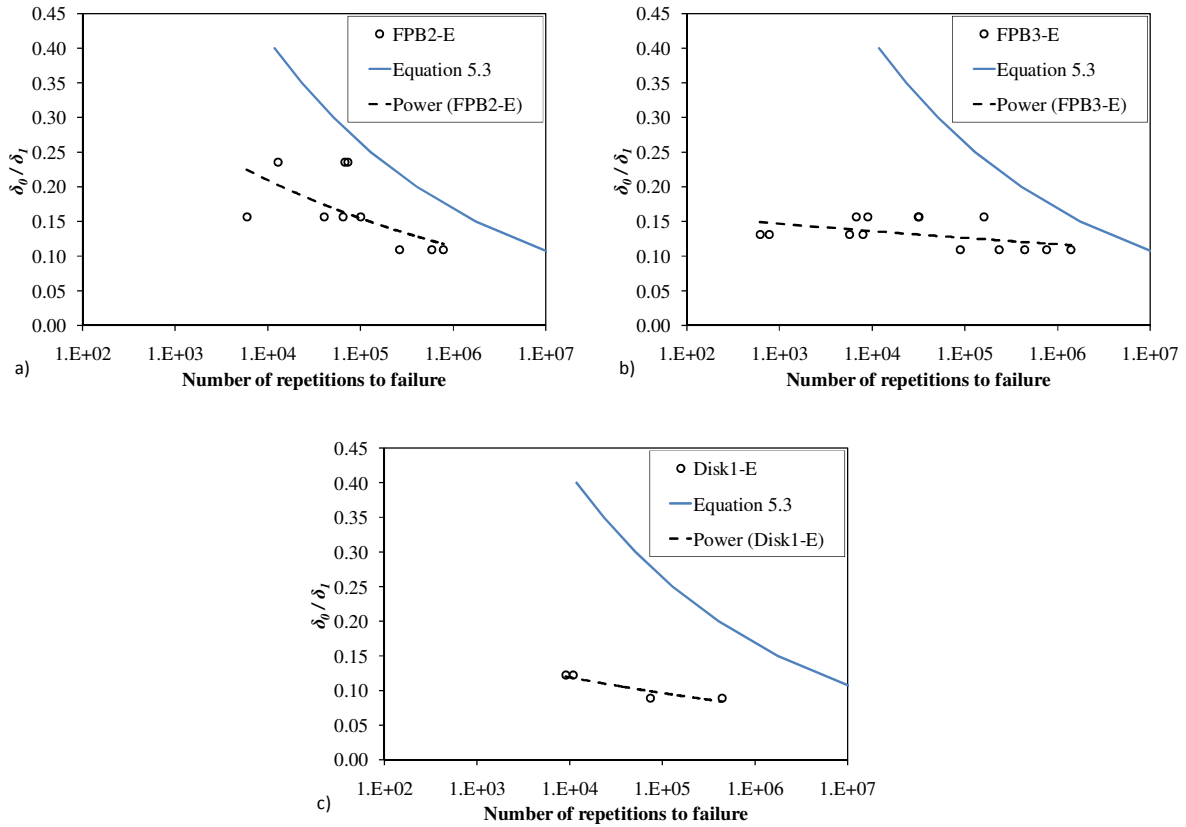 0.45
0.40
0.35
0.30
0.25
0.20
0.15
0.10
0.05
0.00
δ0 / δ1
FPB2-E
Equation 5.3
Power (FPB2-E)
1.E+02 1.E+03 1.E+04 1.E+05 1.E+06 1.E+07
a)
Number of repetitions to failure
0.45
0.40
0.35
0.30
0.25
0.20
0.15
0.10
0.05
0.00
δ0 / δ1
FPB3-E
Equation 5.3
Power (FPB3-E)
1.E+02 1.E+03 1.E+04 1.E+05 1.E+06 1.E+07
b)
Number of repetitions to failure
0.45
0.40
0.35
0.30
0.25
0.20
0.15
0.10
0.05
0.00
δ0 / δ1
Disk1-E
Equation 5.3
Power (Disk1-E)
1.E+02 1.E+03 1.E+04 1.E+05 1.E+06 1.E+07
c)
Number of repetitions to failure